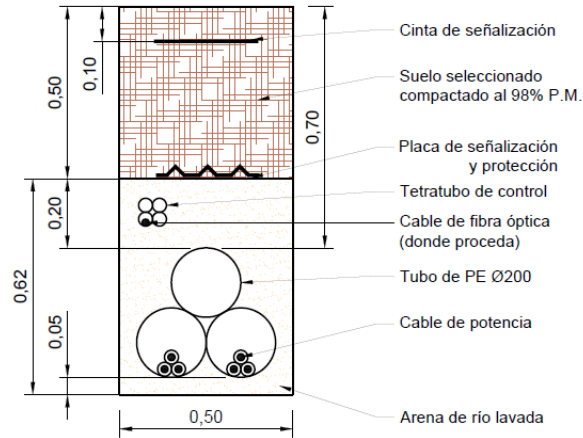 Cinta de señalización
0,10
0,50
Suelo seleccionado
compactado al 98% P.M.
0,70
Placa de señalización
y protección
Tetratubo de control
0,20
Cable de fibra óptica
(donde proceda)
Tubo de PE Ø200
0,62
Cable de potencia
0,05
0,50
Arena de río lavada